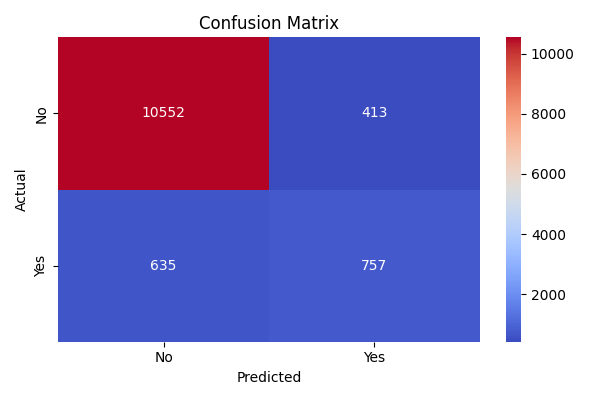 Confusion Matrix
Actual
No
Yes
10552
413
635
757
No
Yes
Predicted
10000
8000
6000
4000
2000